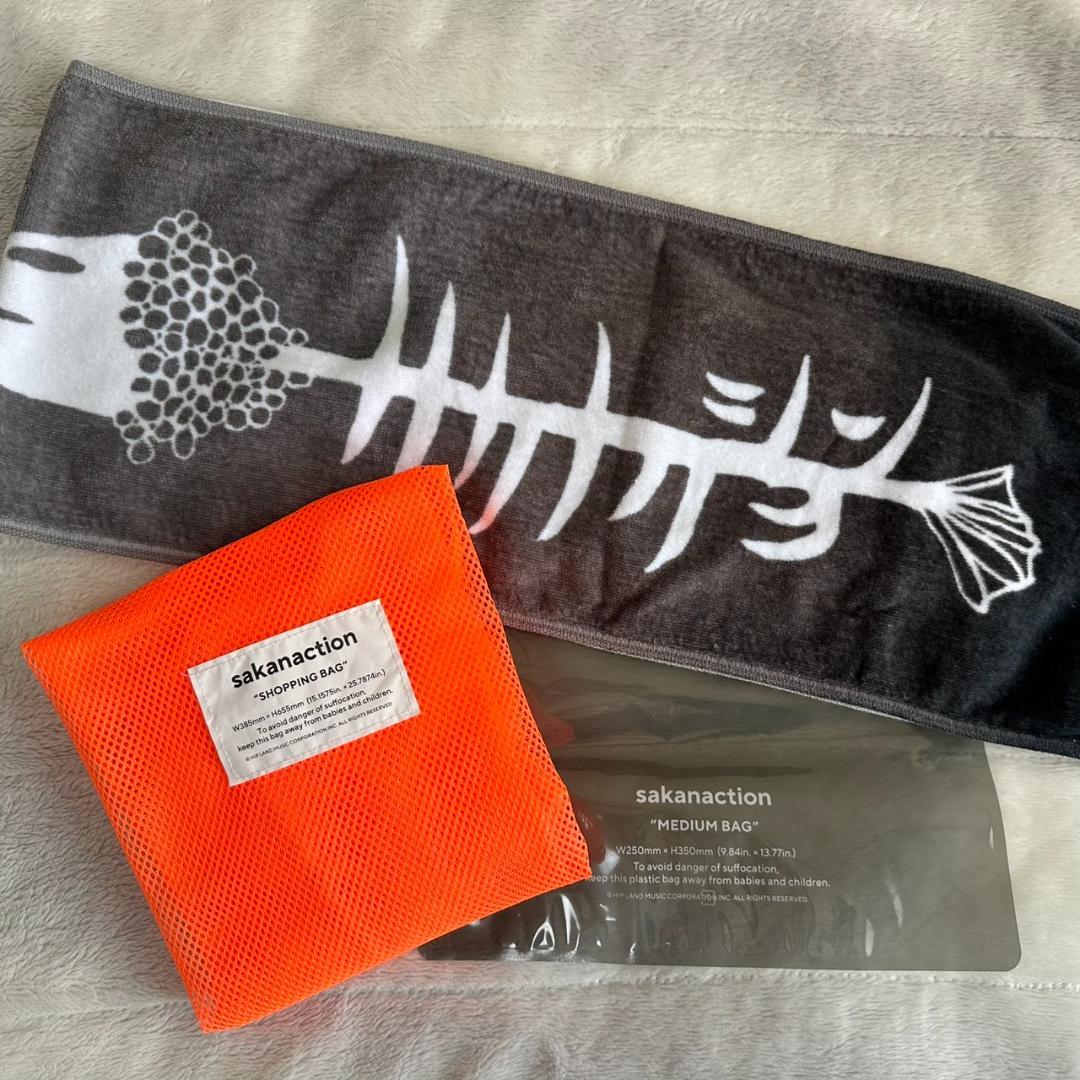 sakanaction
“SHOPPING BAG”
W385mm × H655mm (15.1575in. × 25.7874in.)
To avoid danger of suffocation,
keep this bag away from babies and children.
© HIP LAND MUSIC CORPORATION INC. ALL RIGHTS RESERVED
sakanaction
“MEDIUM BAG”
W250mm × H350mm (9.84in. × 13.77in.)
To avoid danger of suffocation,
eep this plastic bag away from babies and children.
© HIP LAND MUSIC CORPORATION INC. ALL RIGHTS RESERVED.